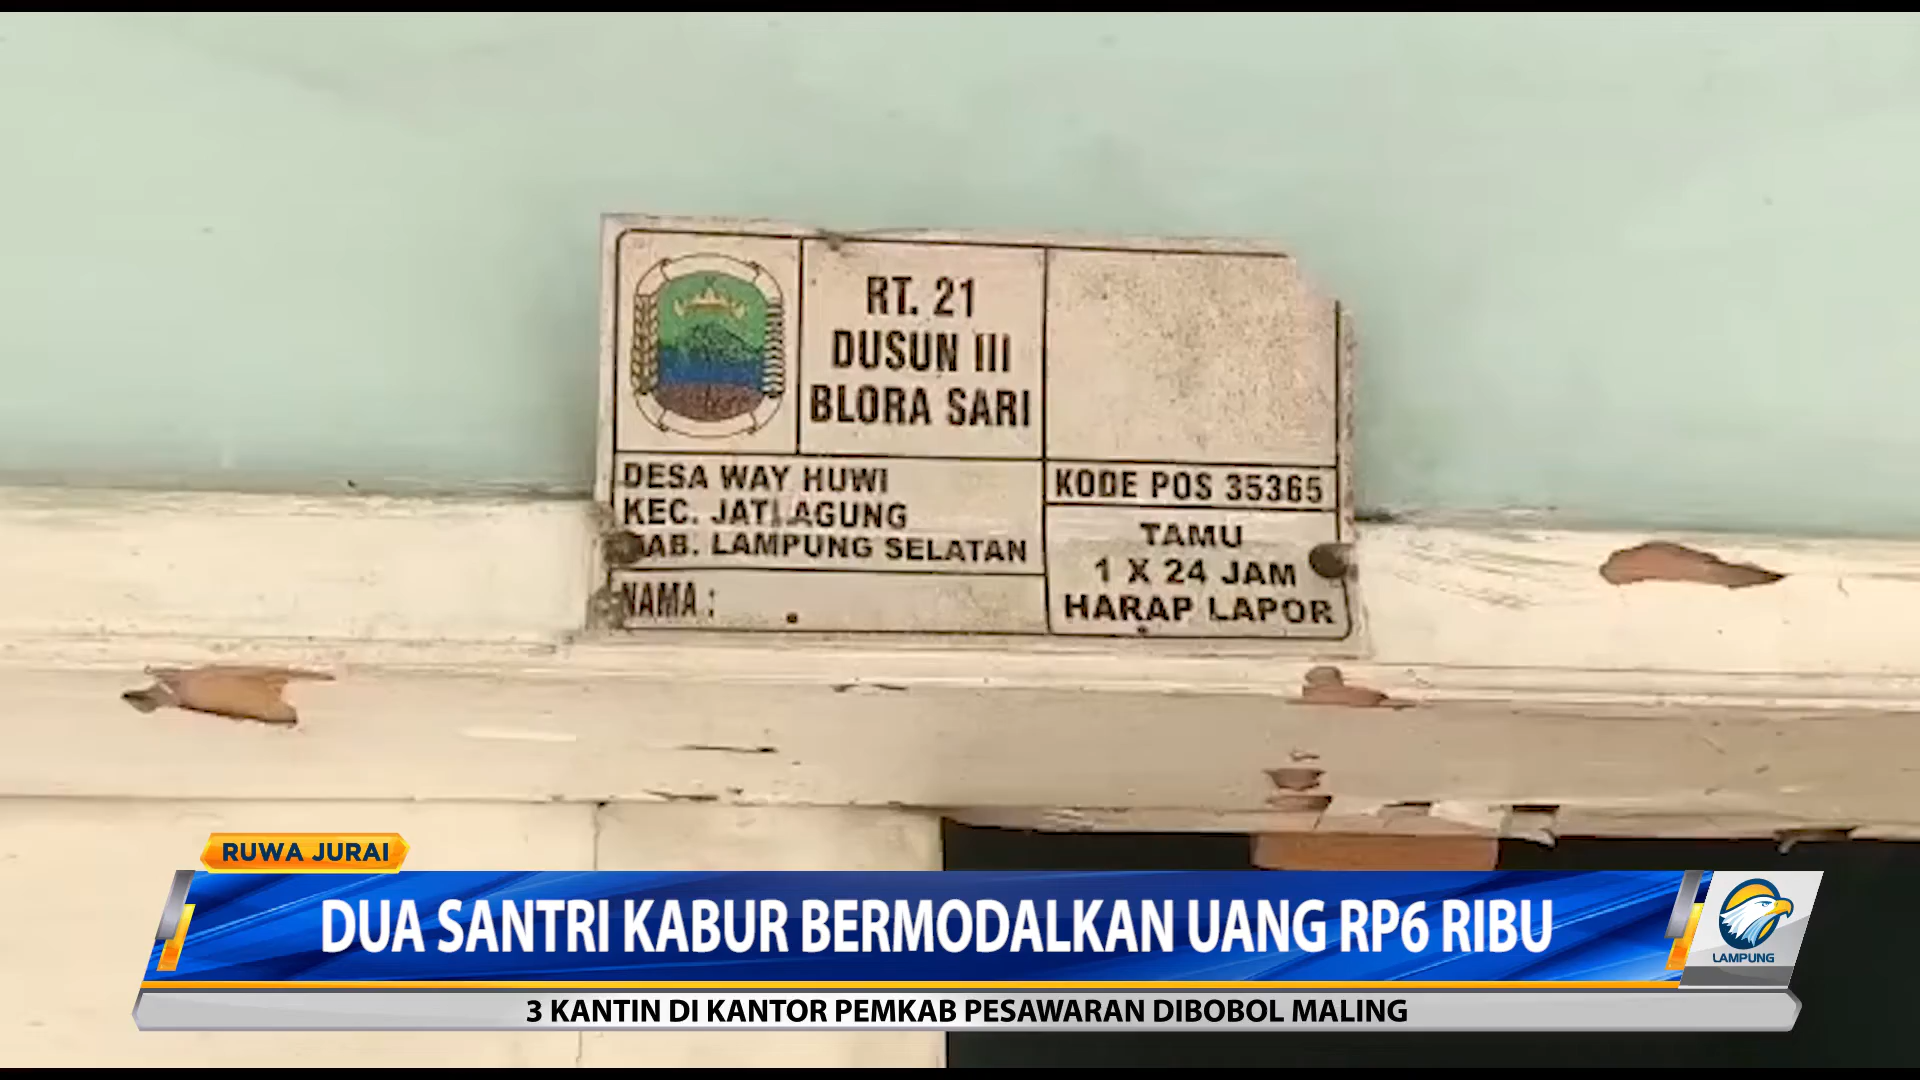 RT. 21
DUSUN III
BLORA SARI
DESA WAY HUWI
KEC. JATI AGUNG
KAB. LAMPUNG SELATAN
NAMA :
KODE POS 35365
TAMU
1 X 24 JAM
HARAP LAPOR
RUWA JURAI
DUA SANTRI KABUR BERMODALKAN UANG RP6 RIBU
LAMPUNG
3 KANTIN DI KANTOR PEMKAB PESAWARAN DIBOBOL MALING